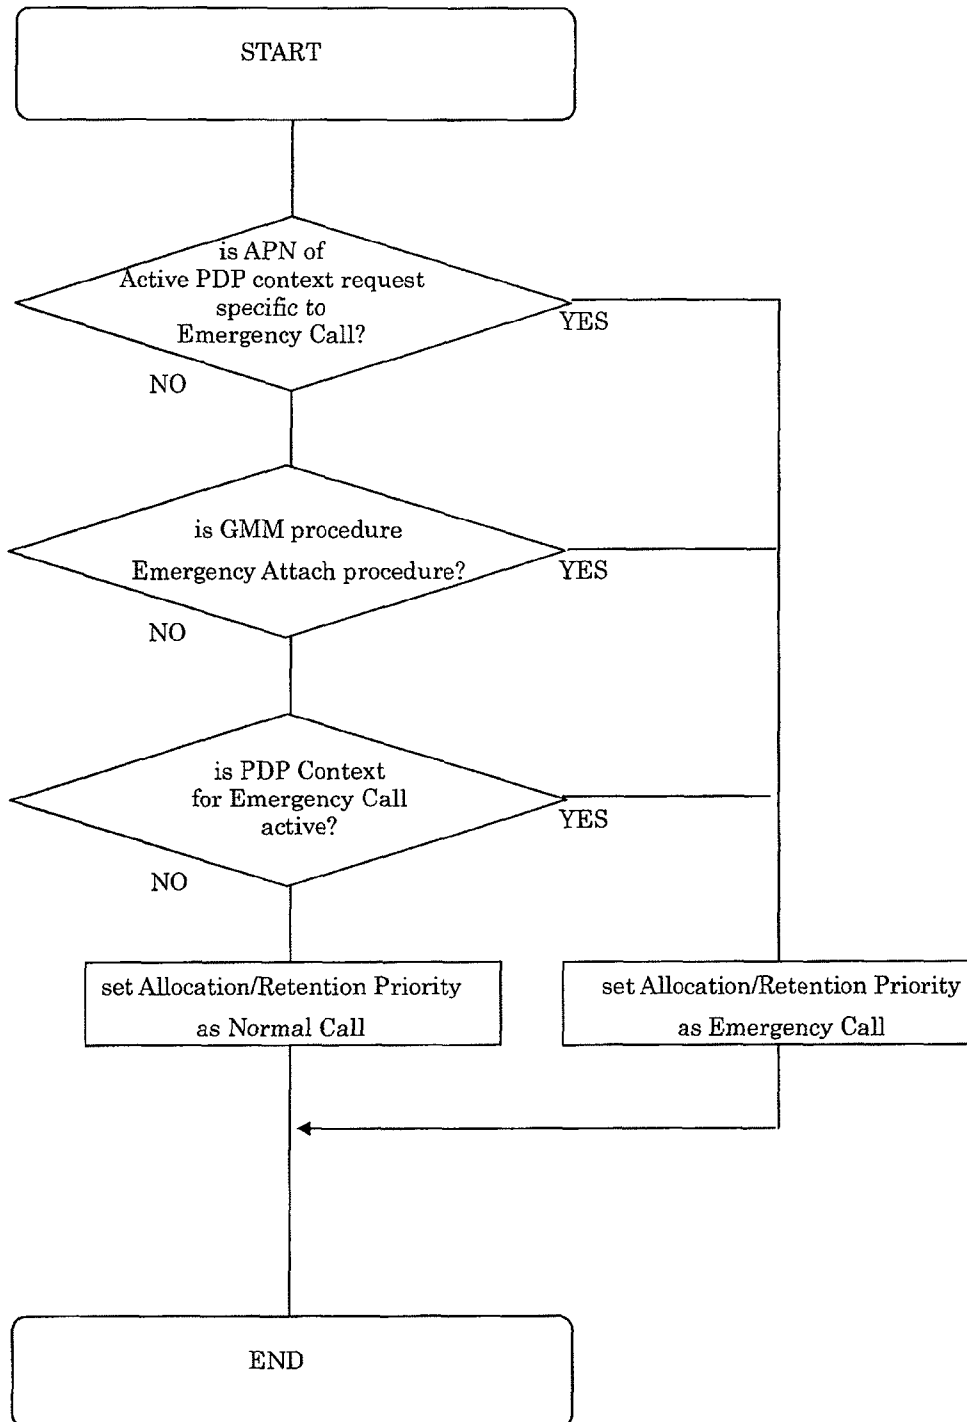 START
is APN of
Active PDP context request
specific to
Emergency Call?
YES
NO
is GMM procedure
Emergency Attach procedure?
YES
NO
is PDP Context
for Emergency Call
active?
YES
NO
set Allocation/Retention Priority
as Normal Call
set Allocation/Retention Priority
as Emergency Call
END